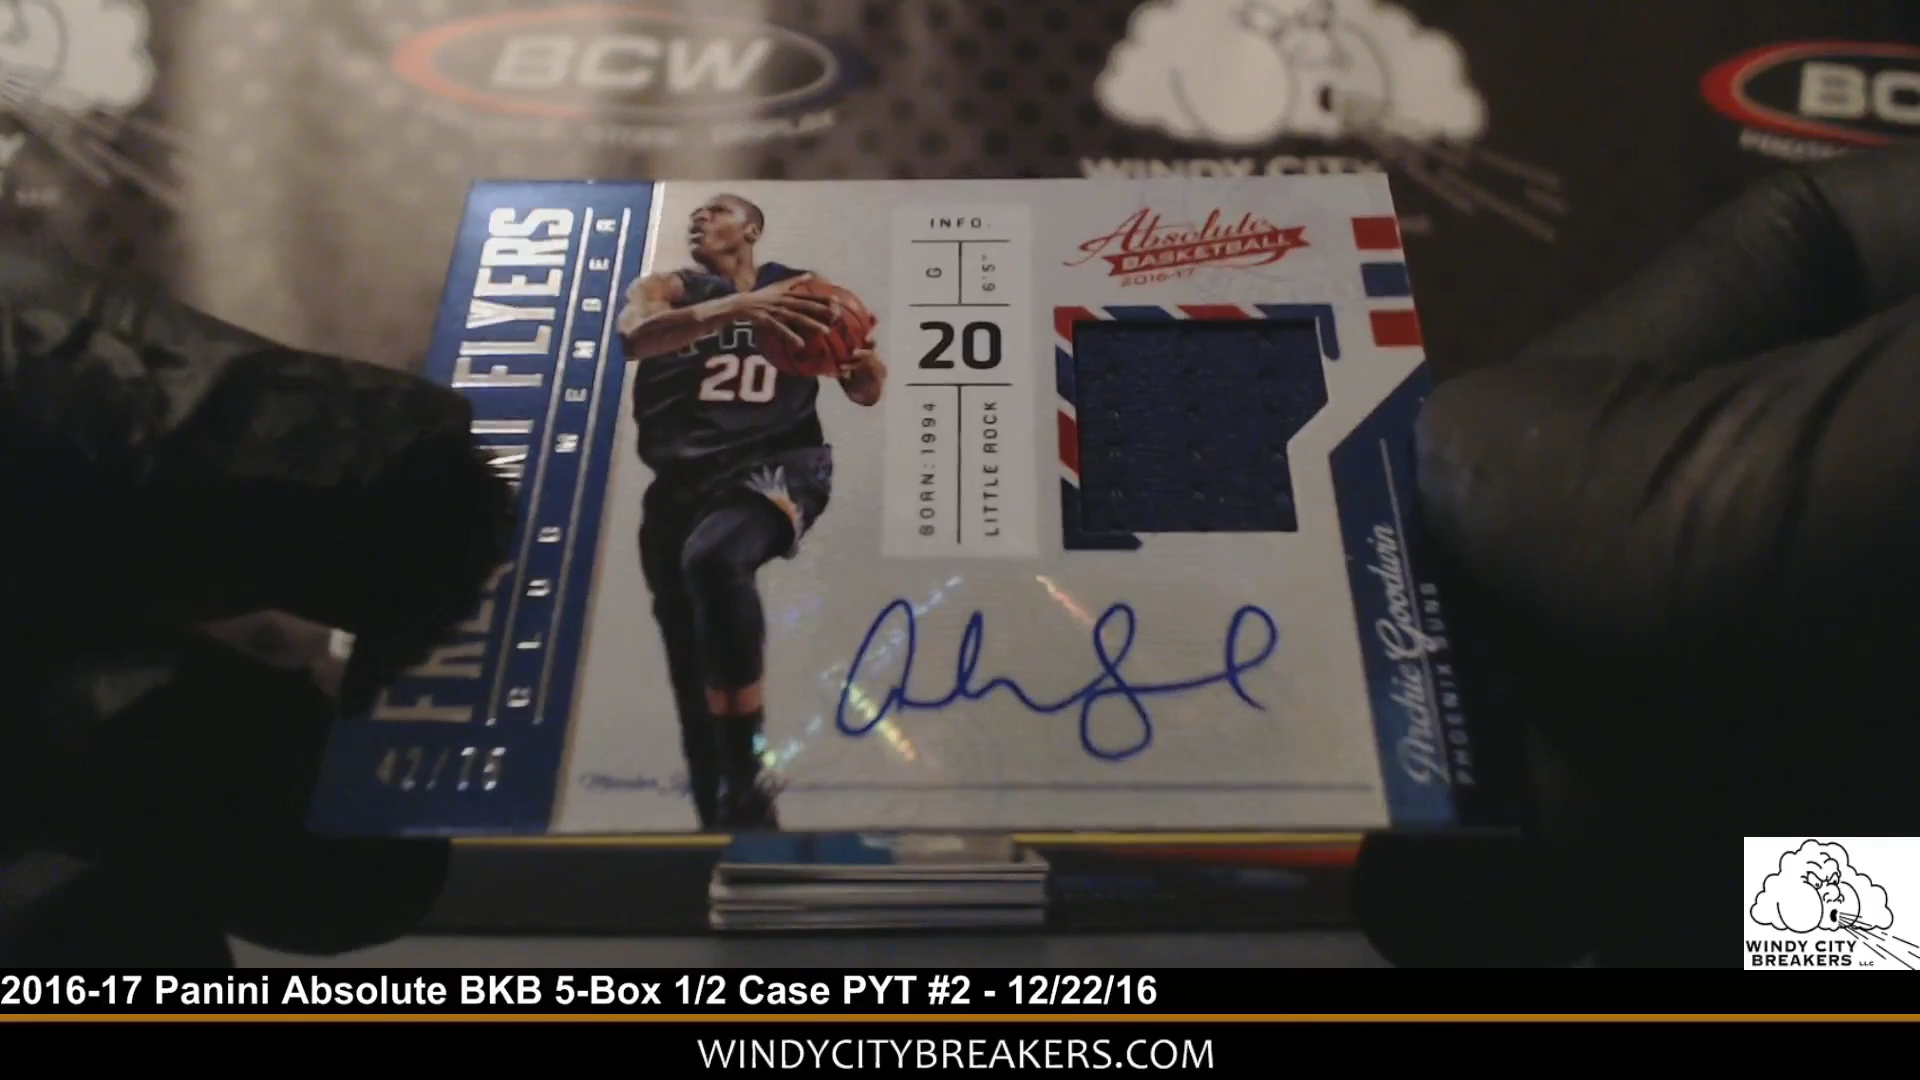 BCW
BC
WINDY CITY
FLYERS
CLUB MEMBER
INFO.
G
6'5"
20
BORN: 1994
LITTLE ROCK
Absolute
BASKETBALL
2016-17
20
Archie Goodwin
PHOENIX SUNS
WINDY CITY
BREAKERS LLC
2016-17 Panini Absolute BKB 5-Box 1/2 Case PYT #2 - 12/22/16
WINDYCITYBREAKERS.COM